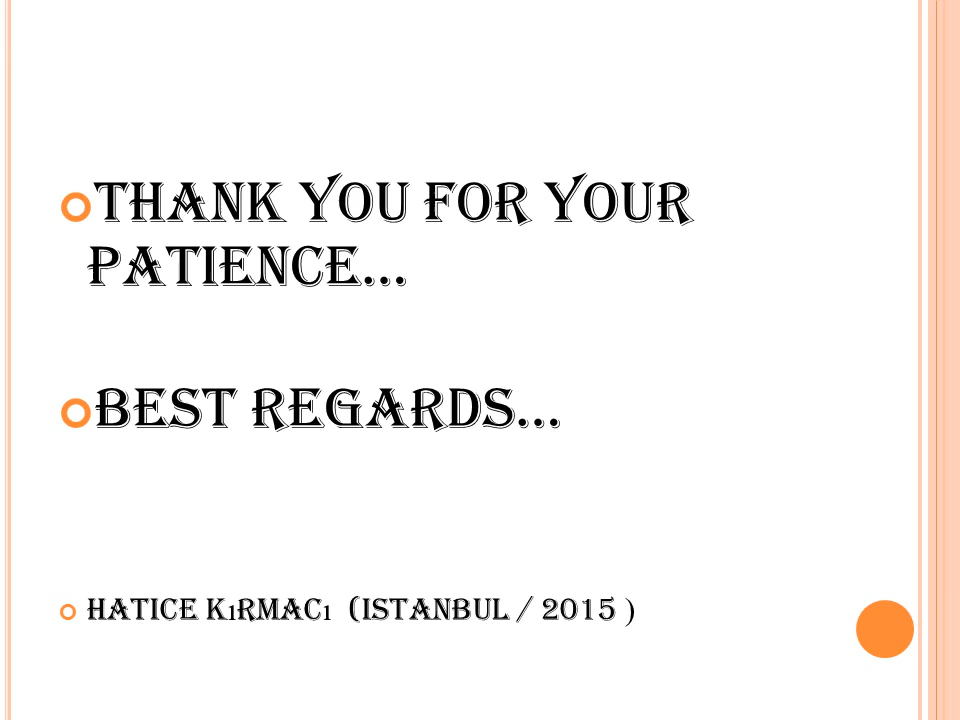 THANK YOU FOR YOUR
PATIENCE…
BEST REGARDS…
HATICE KıRMACı (ISTANBUL / 2015 )